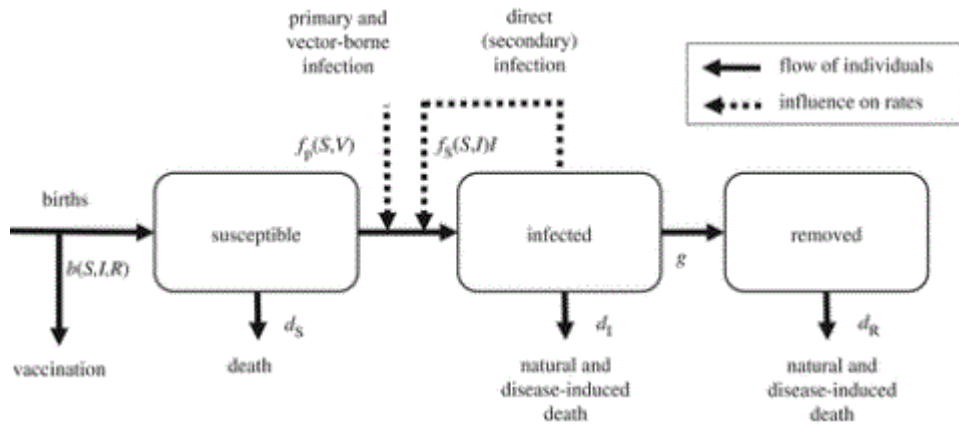 primary and
vector-borne
infection
direct
(secondary)
infection
flow of individuals
influence on rates
f_p(S,V)
f_S(S,I)I
births
susceptible
infected
removed
b(S,I,R)
g
d_S
d_I
d_R
vaccination
death
natural and
disease-induced
death
natural and
disease-induced
death